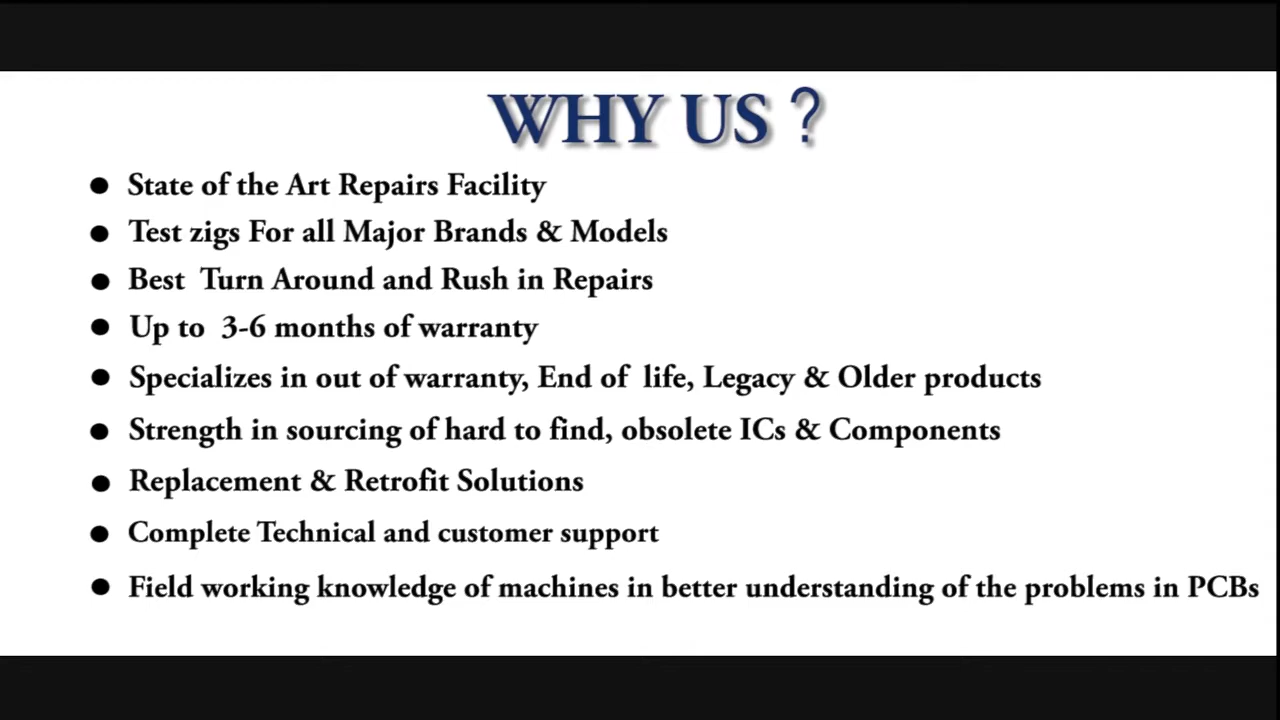 WHY US ?
● State of the Art Repairs Facility
● Test zigs For all Major Brands & Models
● Best Turn Around and Rush in Repairs
● Up to 3-6 months of warranty
● Specializes in out of warranty, End of life, Legacy & Older products
● Strength in sourcing of hard to find, obsolete ICs & Components
● Replacement & Retrofit Solutions
● Complete Technical and customer support
● Field working knowledge of machines in better understanding of the problems in PCBs